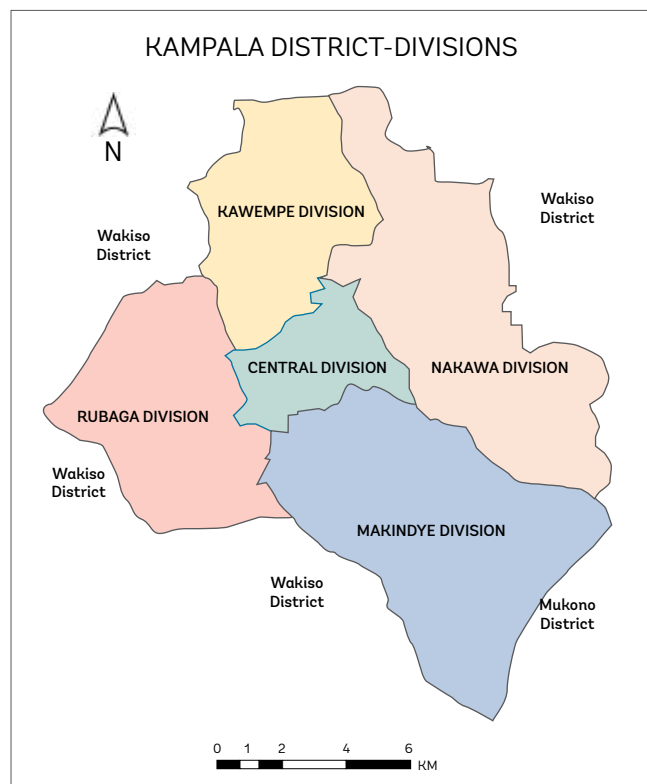 KAMPALA DISTRICT-DIVISIONS
N
KAWEMPE DIVISION
Wakiso
District
Wakiso
District
CENTRAL DIVISION
NAKAWA DIVISION
RUBAGA DIVISION
Wakiso
District
MAKINDYE DIVISION
Wakiso
District
Mukono
District
0 1 2 4 6
KM